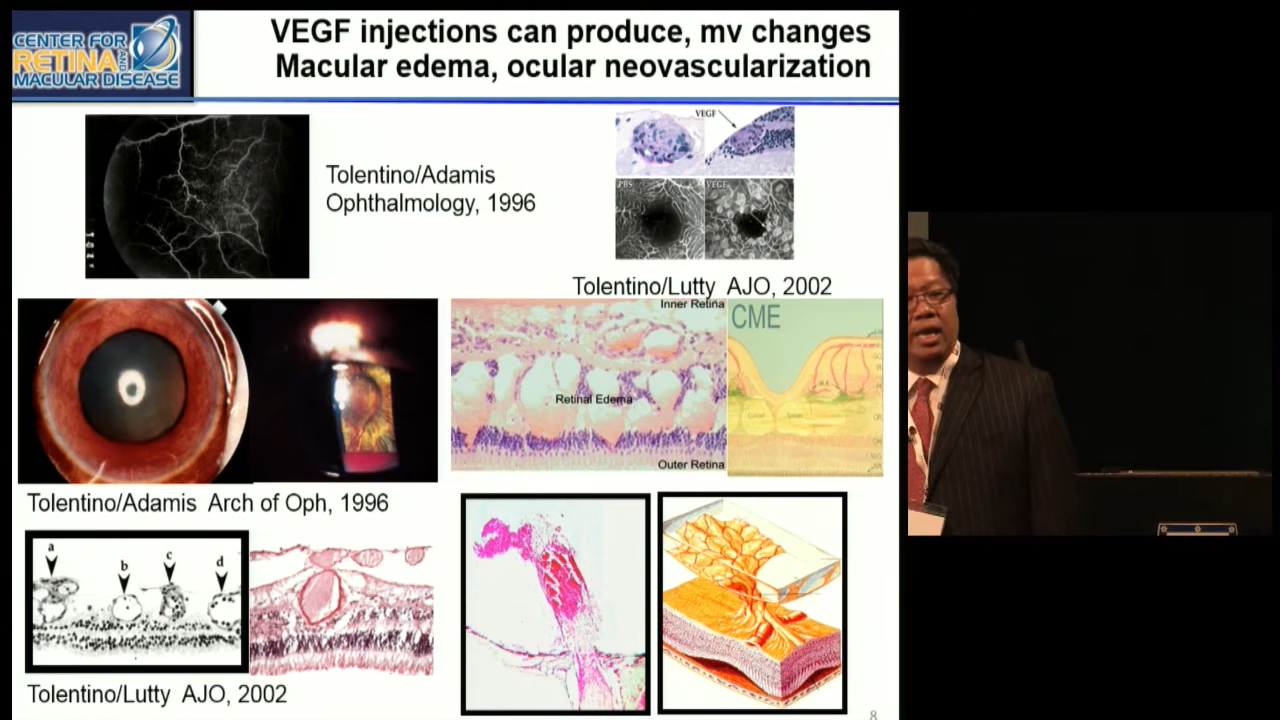 CENTER FOR
RETINA AND
MACULAR DISEASE
VEGF injections can produce, mv changes
Macular edema, ocular neovascularization
Tolentino/Adamis
Ophthalmology, 1996
VEGF
PBS
VEGF
Tolentino/Lutty AJO, 2002
Inner Retina
Retinal Edema
Outer Retina
CME
Tolentino/Adamis Arch of Oph, 1996
a
b
c
d
Tolentino/Lutty AJO, 2002
8